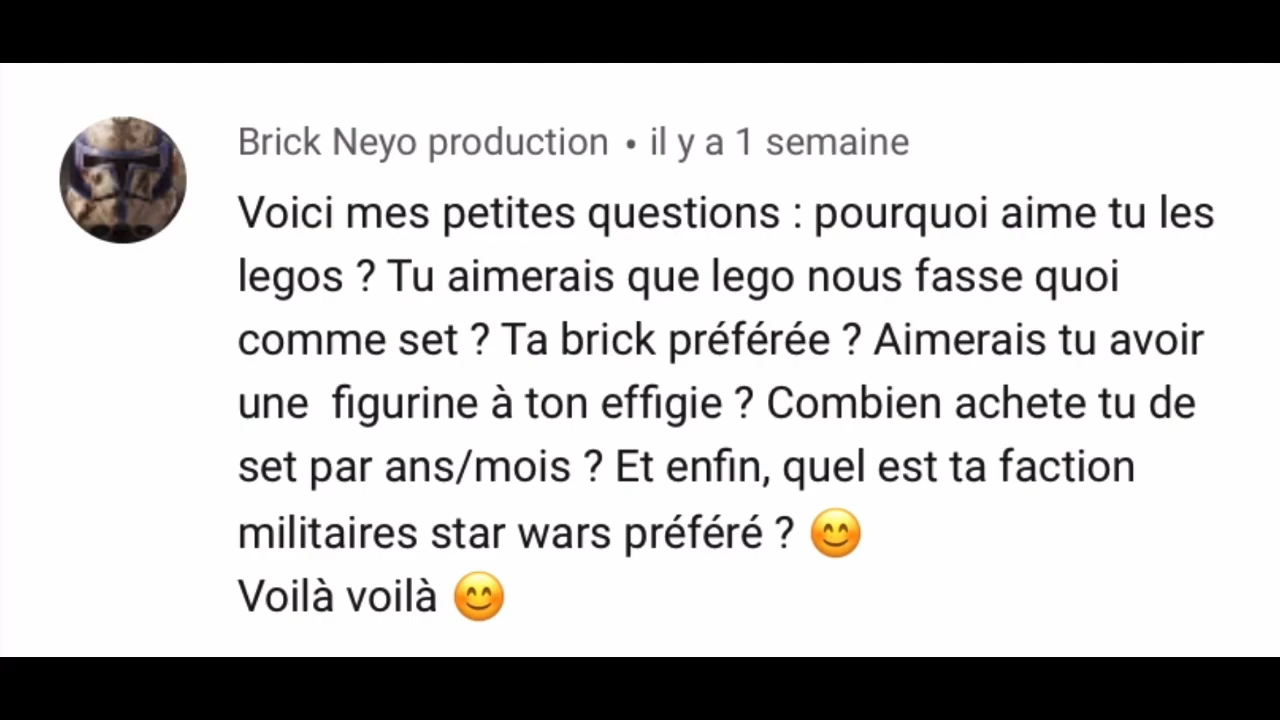 Brick Neyo production • il y a 1 semaine
Voici mes petites questions : pourquoi aime tu les
legos ? Tu aimerais que lego nous fasse quoi
comme set ? Ta brick préférée ? Aimerais tu avoir
une  figurine à ton effigie ? Combien achete tu de
set par ans/mois ? Et enfin, quel est ta faction
militaires star wars préféré ? 😊
Voilà voilà 😊